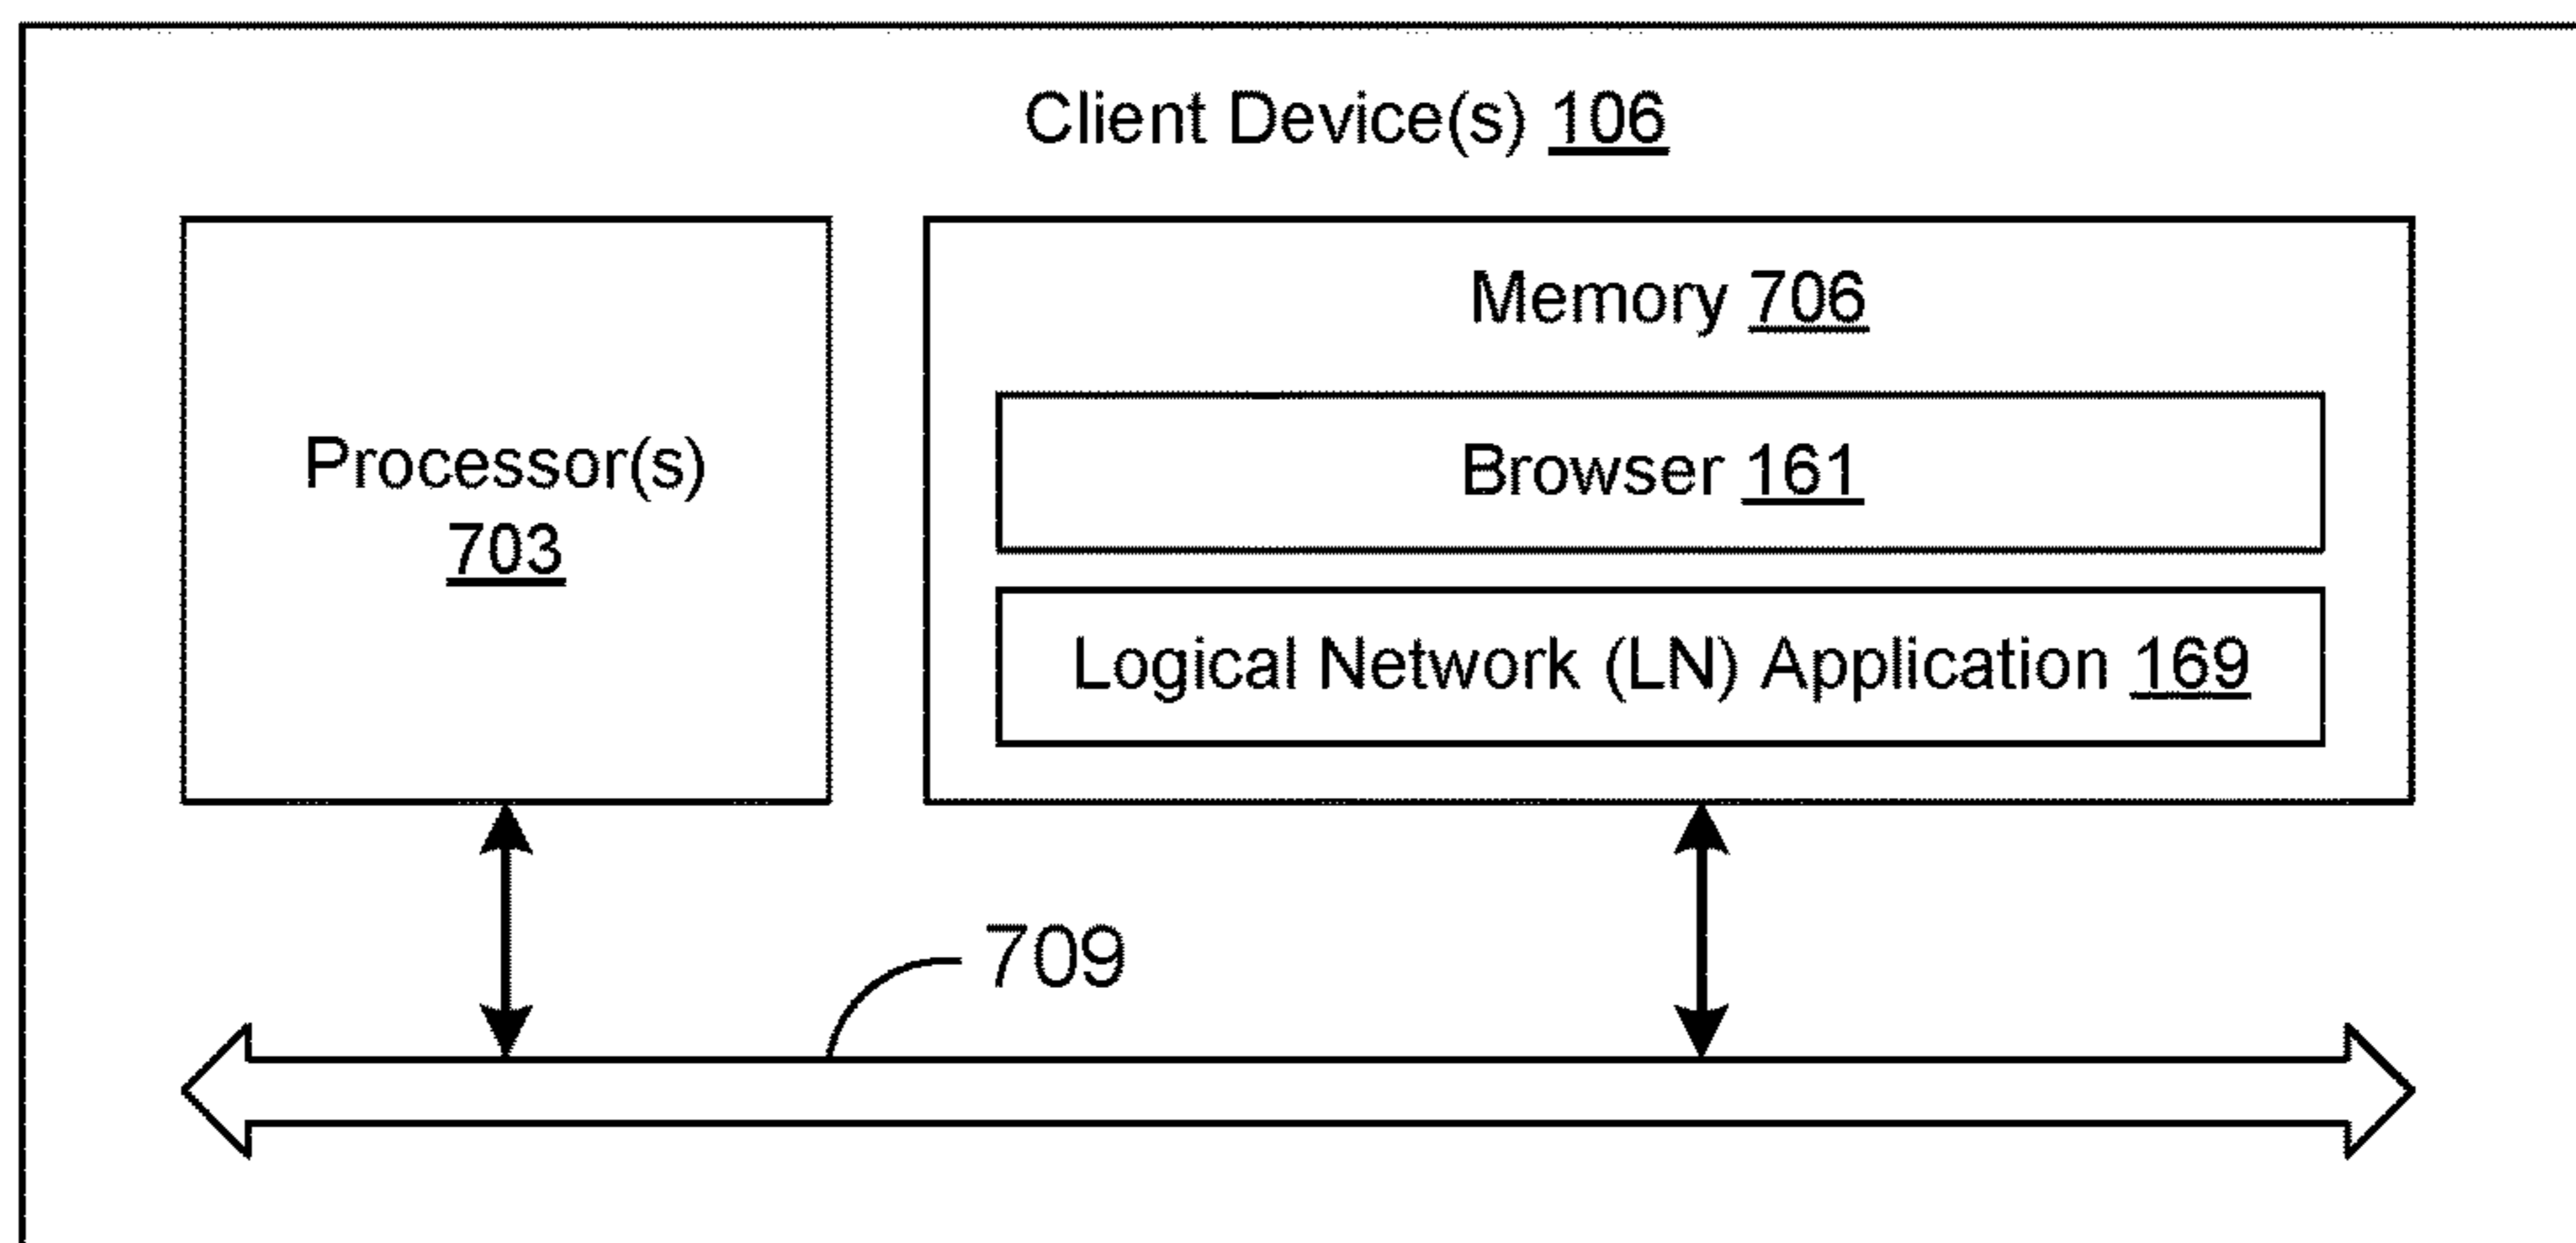 Client Device(s) 106
Processor(s)
703
Memory 706
Browser 161
Logical Network (LN) Application 169
709